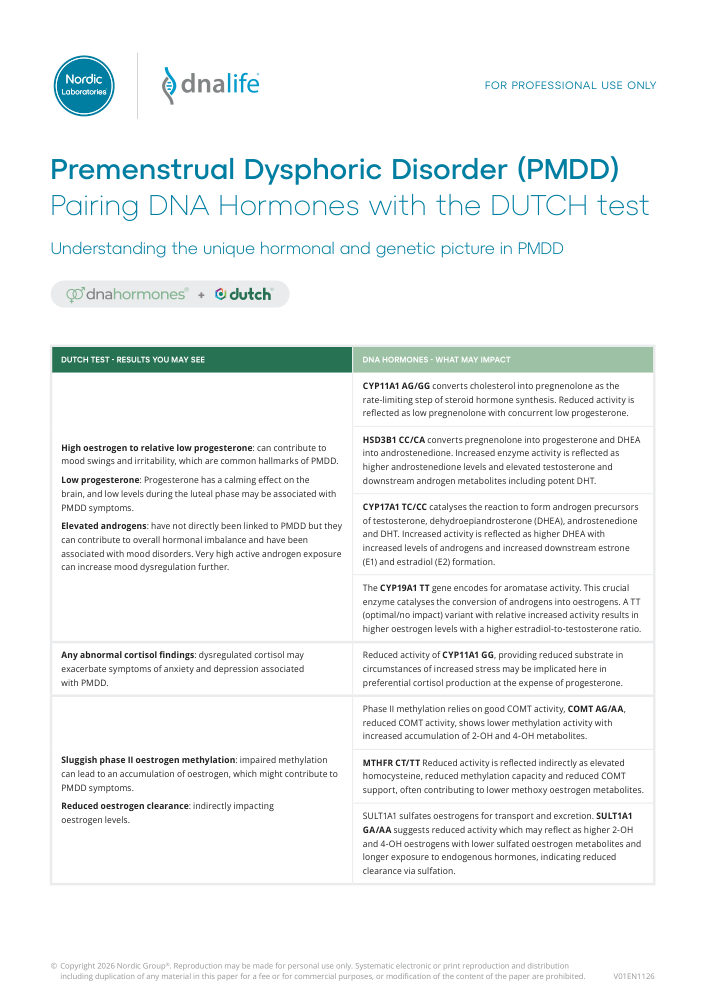 Nordic
Laboratories
dnalife
FOR PROFESSIONAL USE ONLY
Premenstrual Dysphoric Disorder (PMDD)
Pairing DNA Hormones with the DUTCH test
Understanding the unique hormonal and genetic picture in PMDD
dnahormones® + dutch®
DUTCH TEST - RESULTS YOU MAY SEE
High oestrogen to relative low progesterone: can contribute to
mood swings and irritability, which are common hallmarks of PMDD.
Low progesterone: Progesterone has a calming effect on the
brain, and low levels during the luteal phase may be associated with
PMDD symptoms.
Elevated androgens: have not directly been linked to PMDD but they
can contribute to overall hormonal imbalance and have been
associated with mood disorders. Very high active androgen exposure
can increase mood dysregulation further.
DNA HORMONES - WHAT MAY IMPACT
CYP11A1 AG/GG converts cholesterol into pregnenolone as the
rate-limiting step of steroid hormone synthesis. Reduced activity is
reflected as low pregnenolone with concurrent low progesterone.
HSD3B1 CC/CA converts pregnenolone into progesterone and DHEA
into androstenedione. Increased enzyme activity is reflected as
higher androstenedione levels and elevated testosterone and
downstream androgen metabolites including potent DHT.
CYP17A1 TC/CC catalyses the reaction to form androgen precursors
of testosterone, dehydroepiandrosterone (DHEA), androstenedione
and DHT. Increased activity is reflected as higher DHEA with
increased levels of androgens and increased downstream estrone
(E1) and estradiol (E2) formation.
The CYP19A1 TT gene encodes for aromatase activity. This crucial
enzyme catalyses the conversion of androgens into oestrogens. A TT
(optimal/no impact) variant with relative increased activity results in
higher oestrogen levels with a higher estradiol-to-testosterone ratio.
Any abnormal cortisol findings: dysregulated cortisol may
exacerbate symptoms of anxiety and depression associated
with PMDD.
Reduced activity of CYP11A1 GG, providing reduced substrate in
circumstances of increased stress may be implicated here in
preferential cortisol production at the expense of progesterone.
Sluggish phase II oestrogen methylation: impaired methylation
can lead to an accumulation of oestrogen, which might contribute to
PMDD symptoms.
Reduced oestrogen clearance: indirectly impacting
oestrogen levels.
Phase II methylation relies on good COMT activity, COMT AG/AA,
reduced COMT activity, shows lower methylation activity with
increased accumulation of 2-OH and 4-OH metabolites.
MTHFR CT/TT Reduced activity is reflected indirectly as elevated
homocysteine, reduced methylation capacity and reduced COMT
support, often contributing to lower methoxy oestrogen metabolites.
SULT1A1 sulfates oestrogens for transport and excretion. SULT1A1
GA/AA suggests reduced activity which may reflect as higher 2-OH
and 4-OH oestrogens with lower sulfated oestrogen metabolites and
longer exposure to endogenous hormones, indicating reduced
clearance via sulfation.
© Copyright 2026 Nordic Group®. Reproduction may be made for personal use only. Systematic electronic or print reproduction and distribution
including duplication of any material in this paper for a fee or for commercial purposes, or modification of the content of the paper are prohibited.
V01EN1126